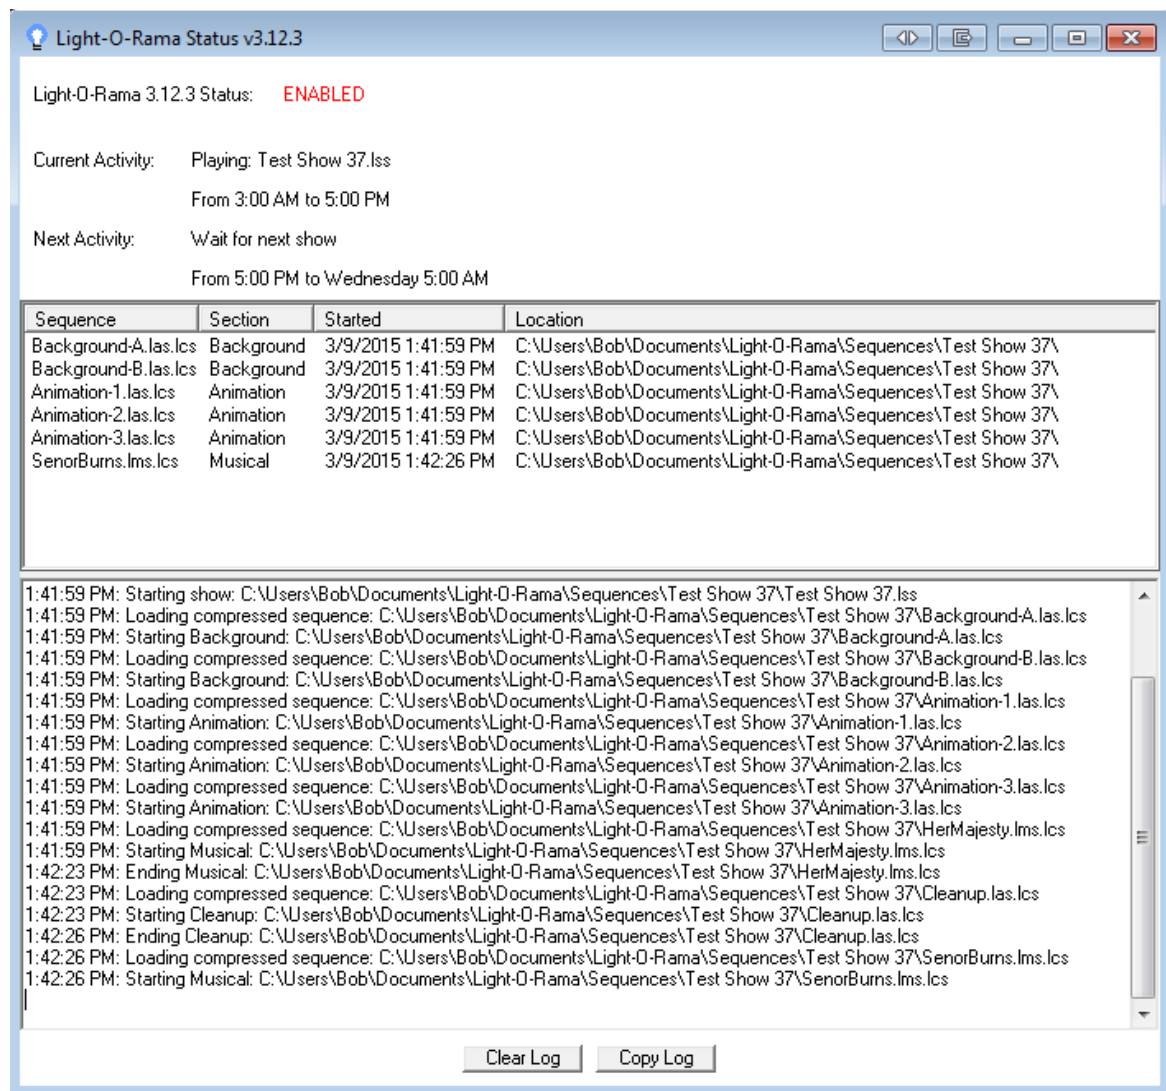 Light-O-Rama Status v3.12.3
Light-O-Rama 3.12.3 Status: ENABLED
Current Activity: Playing: Test Show 37.lss
From 3:00 AM to 5:00 PM
Next Activity: Wait for next show
From 5:00 PM to Wednesday 5:00 AM
Sequence Section Started Location
Background-A.las.lcs Background 3/9/2015 1:41:59 PM C:\Users\Bob\Documents\Light-O-Rama\Sequences\Test Show 37\
Background-B.las.lcs Background 3/9/2015 1:41:59 PM C:\Users\Bob\Documents\Light-O-Rama\Sequences\Test Show 37\
Animation-1.las.lcs Animation 3/9/2015 1:41:59 PM C:\Users\Bob\Documents\Light-O-Rama\Sequences\Test Show 37\
Animation-2.las.lcs Animation 3/9/2015 1:41:59 PM C:\Users\Bob\Documents\Light-O-Rama\Sequences\Test Show 37\
Animation-3.las.lcs Animation 3/9/2015 1:41:59 PM C:\Users\Bob\Documents\Light-O-Rama\Sequences\Test Show 37\
SenorBurns.lms.lcs Musical 3/9/2015 1:42:26 PM C:\Users\Bob\Documents\Light-O-Rama\Sequences\Test Show 37\
1:41:59 PM: Starting show: C:\Users\Bob\Documents\Light-O-Rama\Sequences\Test Show 37\Test Show 37.lss
1:41:59 PM: Loading compressed sequence: C:\Users\Bob\Documents\Light-O-Rama\Sequences\Test Show 37\Background-A.las.lcs
1:41:59 PM: Starting Background: C:\Users\Bob\Documents\Light-O-Rama\Sequences\Test Show 37\Background-A.las.lcs
1:41:59 PM: Loading compressed sequence: C:\Users\Bob\Documents\Light-O-Rama\Sequences\Test Show 37\Background-B.las.lcs
1:41:59 PM: Starting Background: C:\Users\Bob\Documents\Light-O-Rama\Sequences\Test Show 37\Background-B.las.lcs
1:41:59 PM: Loading compressed sequence: C:\Users\Bob\Documents\Light-O-Rama\Sequences\Test Show 37\Animation-1.las.lcs
1:41:59 PM: Starting Animation: C:\Users\Bob\Documents\Light-O-Rama\Sequences\Test Show 37\Animation-1.las.lcs
1:41:59 PM: Loading compressed sequence: C:\Users\Bob\Documents\Light-O-Rama\Sequences\Test Show 37\Animation-2.las.lcs
1:41:59 PM: Starting Animation: C:\Users\Bob\Documents\Light-O-Rama\Sequences\Test Show 37\Animation-2.las.lcs
1:41:59 PM: Loading compressed sequence: C:\Users\Bob\Documents\Light-O-Rama\Sequences\Test Show 37\Animation-3.las.lcs
1:41:59 PM: Starting Animation: C:\Users\Bob\Documents\Light-O-Rama\Sequences\Test Show 37\Animation-3.las.lcs
1:41:59 PM: Loading compressed sequence: C:\Users\Bob\Documents\Light-O-Rama\Sequences\Test Show 37\HerMajesty.lms.lcs
1:41:59 PM: Starting Musical: C:\Users\Bob\Documents\Light-O-Rama\Sequences\Test Show 37\HerMajesty.lms.lcs
1:42:23 PM: Ending Musical: C:\Users\Bob\Documents\Light-O-Rama\Sequences\Test Show 37\HerMajesty.lms.lcs
1:42:23 PM: Loading compressed sequence: C:\Users\Bob\Documents\Light-O-Rama\Sequences\Test Show 37\Cleanup.las.lcs
1:42:23 PM: Starting Cleanup: C:\Users\Bob\Documents\Light-O-Rama\Sequences\Test Show 37\Cleanup.las.lcs
1:42:26 PM: Ending Cleanup: C:\Users\Bob\Documents\Light-O-Rama\Sequences\Test Show 37\Cleanup.las.lcs
1:42:26 PM: Loading compressed sequence: C:\Users\Bob\Documents\Light-O-Rama\Sequences\Test Show 37\SenorBurns.lms.lcs
1:42:26 PM: Starting Musical: C:\Users\Bob\Documents\Light-O-Rama\Sequences\Test Show 37\SenorBurns.lms.lcs
Clear Log Copy Log